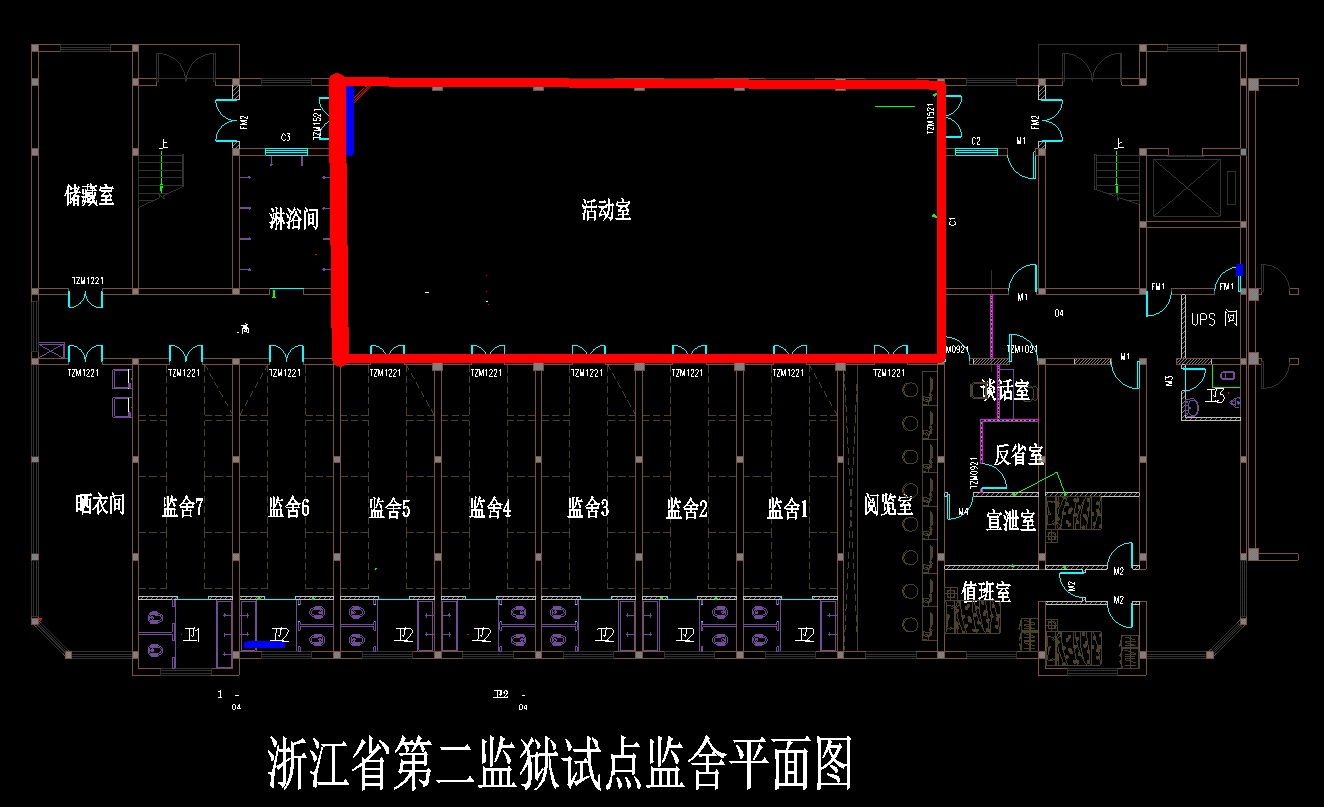 上
FM2
C3
TZM1521
TZM1521
C2
M1
FM2
上
储藏室
淋浴间
活动室
C1
TZM1221
M1
FM1
FM1
04
UPS 间
TZM1221
TZM1221
TZM1221
TZM1221
TZM1221
TZM1221
TZM1221
TZM1221
TZM1221
M0921
TZM1021
M1
M3
谈话室
卫3
反省室
TZM0921
晒衣间
监舍7
监舍6
监舍5
监舍4
监舍3
监舍2
监舍1
阅览室
M4
宣泄室
M2
值班室
M2
M2
卫1
卫2
卫2
卫2
卫2
卫2
卫2
1 -
04
卫2 -
04
浙江省第二监狱试点监舍平面图